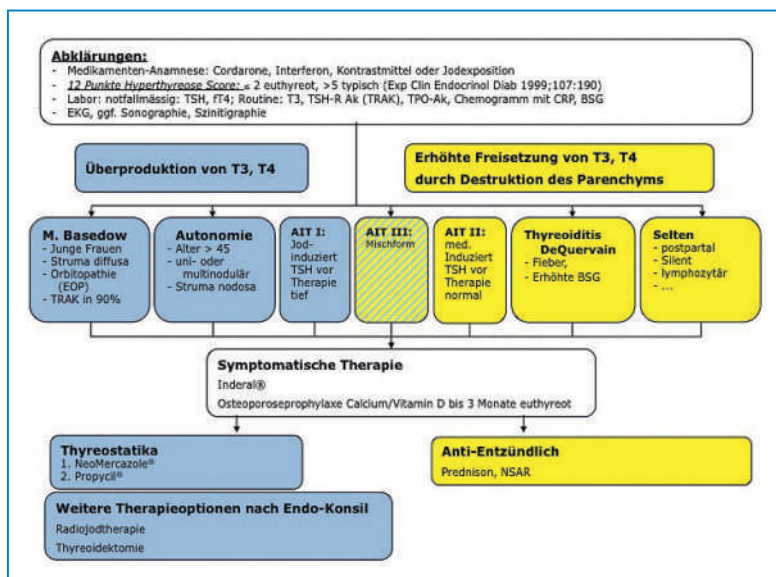 Abklärungen:
- Medikamenten-Anamnese: Cordarone, Interferon, Kontrastmittel oder Jodexposition
- 12 Punkte Hyperthyreose Score: ≤ 2 euthyreot, >5 typisch (Exp Clin Endocrinol Diab 1999;107:190)
- Labor: notfallmässig: TSH, fT4; Routine: T3, TSH-R Ak (TRAK), TPO-Ak, Chemogramm mit CRP, BSG
- EKG, ggf. Sonographie, Szinitigraphie
Überproduktion von T3, T4
Erhöhte Freisetzung von T3, T4
durch Destruktion des Parenchyms
M. Basedow
- Junge Frauen
- Struma diffusa
- Orbitopathie
(EOP)
- TRAK in 90%
Autonomie
- Alter > 45
- uni- oder
multinodulär
- Struma nodosa
AIT I:
Jod-
induziert
TSH vor
Therapie
tief
AIT III:
Mischform
AIT II:
med.
Induziert
TSH vor
Therapie
normal
Thyreoiditis
DeQuervain
- Fieber,
- Erhöhte BSG
Selten
- postpartal
- Silent
- lymphozytär
- ...
Symptomatische Therapie
Inderal®
Osteoporoseprophylaxe Calcium/Vitamin D bis 3 Monate euthyreot
Thyreostatika
1. NeoMercazole®
2. Propycil®
Anti-Entzündlich
Prednison, NSAR
Weitere Therapieoptionen nach Endo-Konsil
Radiojodtherapie
Thyreoidektomie